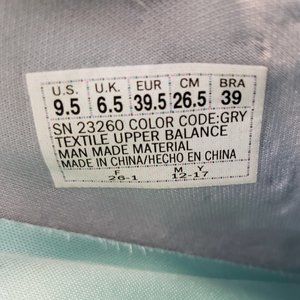 U.S. U.K. EUR CM BRA
9.5 6.5 39.5 26.5 39
SN 23260 COLOR CODE:GRY
TEXTILE UPPER BALANCE
MAN MADE MATERIAL
MADE IN CHINA/HECHO EN CHINA
F M Y
26-1 12-17